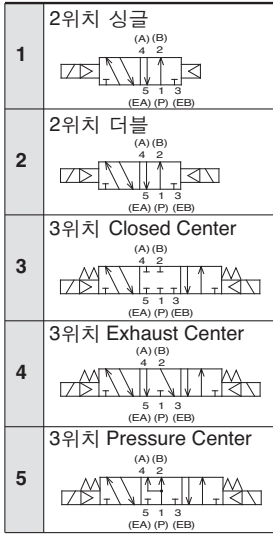 2위치 싱글
(A) (B)
4 2
1
5 1 3
(EA) (P) (EB)
2위치 더블
(A) (B)
4 2
2
5 1 3
(EA) (P) (EB)
3위치 Closed Center
(A) (B)
4 2
3
5 1 3
(EA) (P) (EB)
3위치 Exhaust Center
(A) (B)
4 2
4
5 1 3
(EA) (P) (EB)
3위치 Pressure Center
(A) (B)
4 2
5
5 1 3
(EA) (P) (EB)